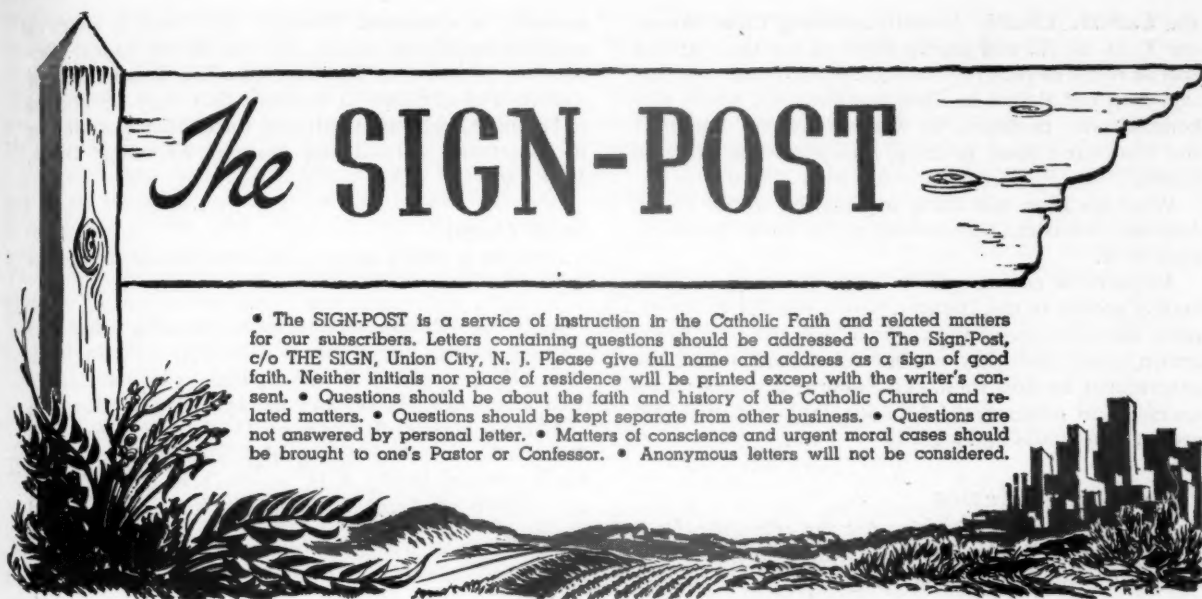 The SIGN-POST
• The SIGN-POST is a service of instruction in the Catholic Faith and related matters
for our subscribers. Letters containing questions should be addressed to The Sign-Post,
c/o THE SIGN, Union City, N. J. Please give full name and address as a sign of good
faith. Neither initials nor place of residence will be printed except with the writer's con-
sent. • Questions should be about the faith and history of the Catholic Church and re-
lated matters. • Questions should be kept separate from other business. • Questions are
not answered by personal letter. • Matters of conscience and urgent moral cases should
be brought to one's Pastor or Confessor. • Anonymous letters will not be considered.